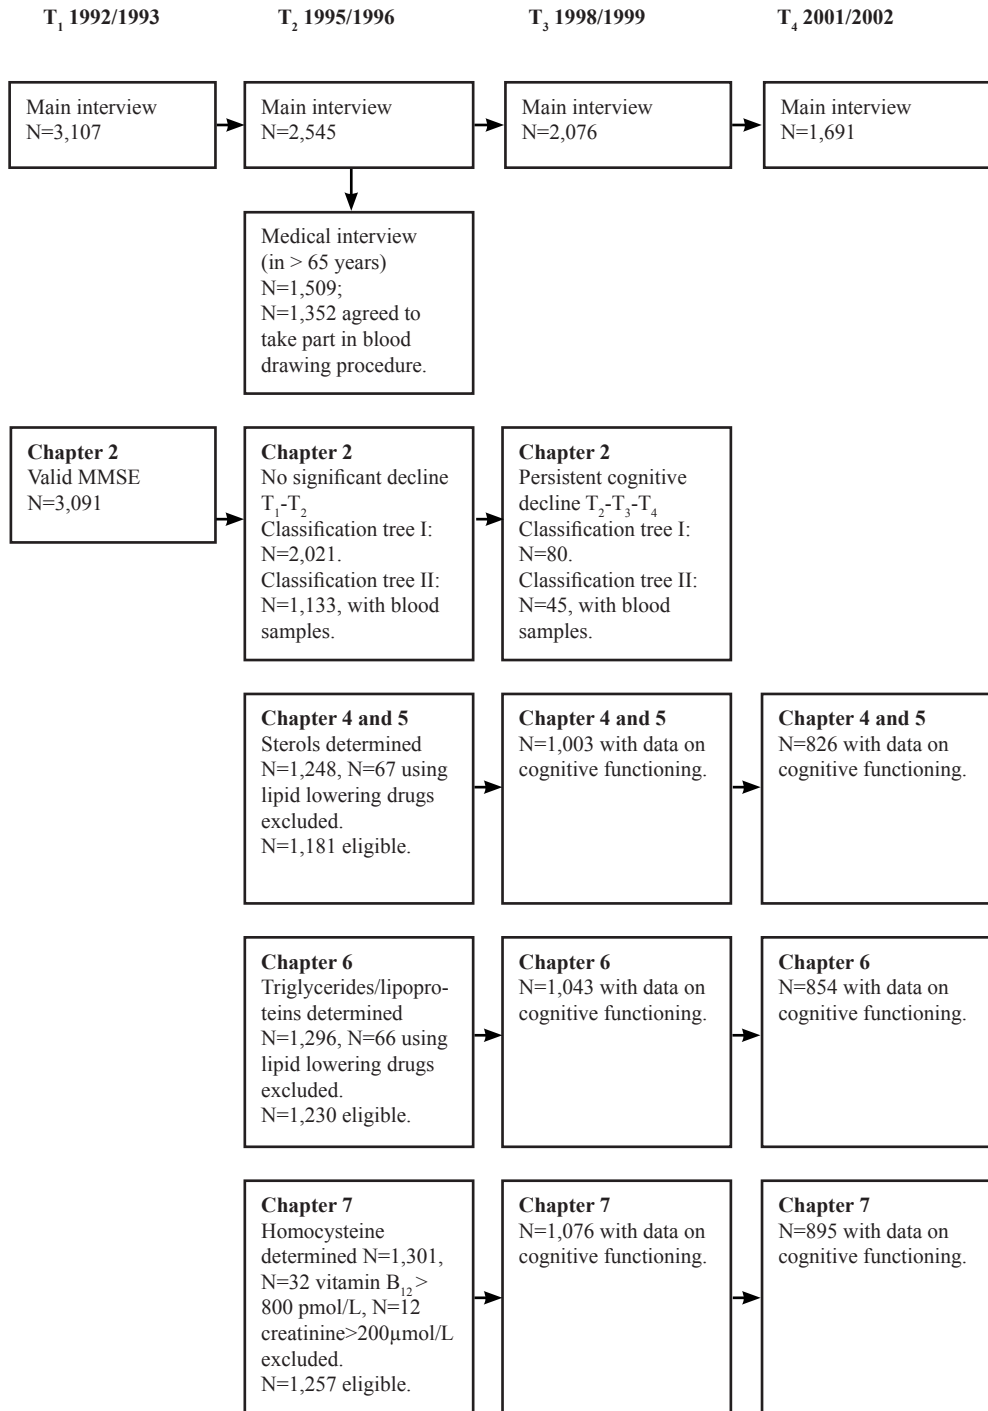 T1 1992/1993
T2 1995/1996
T3 1998/1999
T4 2001/2002
Main interview
N=3,107
Main interview
N=2,545
Main interview
N=2,076
Main interview
N=1,691
Medical interview
(in > 65 years)
N=1,509;
N=1,352 agreed to
take part in blood
drawing procedure.
Chapter 2
Valid MMSE
N=3,091
Chapter 2
No significant decline
T1-T2
Classification tree I:
N=2,021.
Classification tree II:
N=1,133, with blood
samples.
Chapter 2
Persistent cognitive
decline T2-T3-T4
Classification tree I:
N=80.
Classification tree II:
N=45, with blood
samples.
Chapter 4 and 5
Sterols determined
N=1,248, N=67 using
lipid lowering drugs
excluded.
N=1,181 eligible.
Chapter 4 and 5
N=1,003 with data on
cognitive functioning.
Chapter 4 and 5
N=826 with data on
cognitive functioning.
Chapter 6
Triglycerides/lipopro-
teins determined
N=1,296, N=66 using
lipid lowering drugs
excluded.
N=1,230 eligible.
Chapter 6
N=1,043 with data on
cognitive functioning.
Chapter 6
N=854 with data on
cognitive functioning.
Chapter 7
Homocysteine
determined N=1,301,
N=32 vitamin B12 >
800 pmol/L, N=12
creatinine>200µmol/L
excluded.
N=1,257 eligible.
Chapter 7
N=1,076 with data on
cognitive functioning.
Chapter 7
N=895 with data on
cognitive functioning.